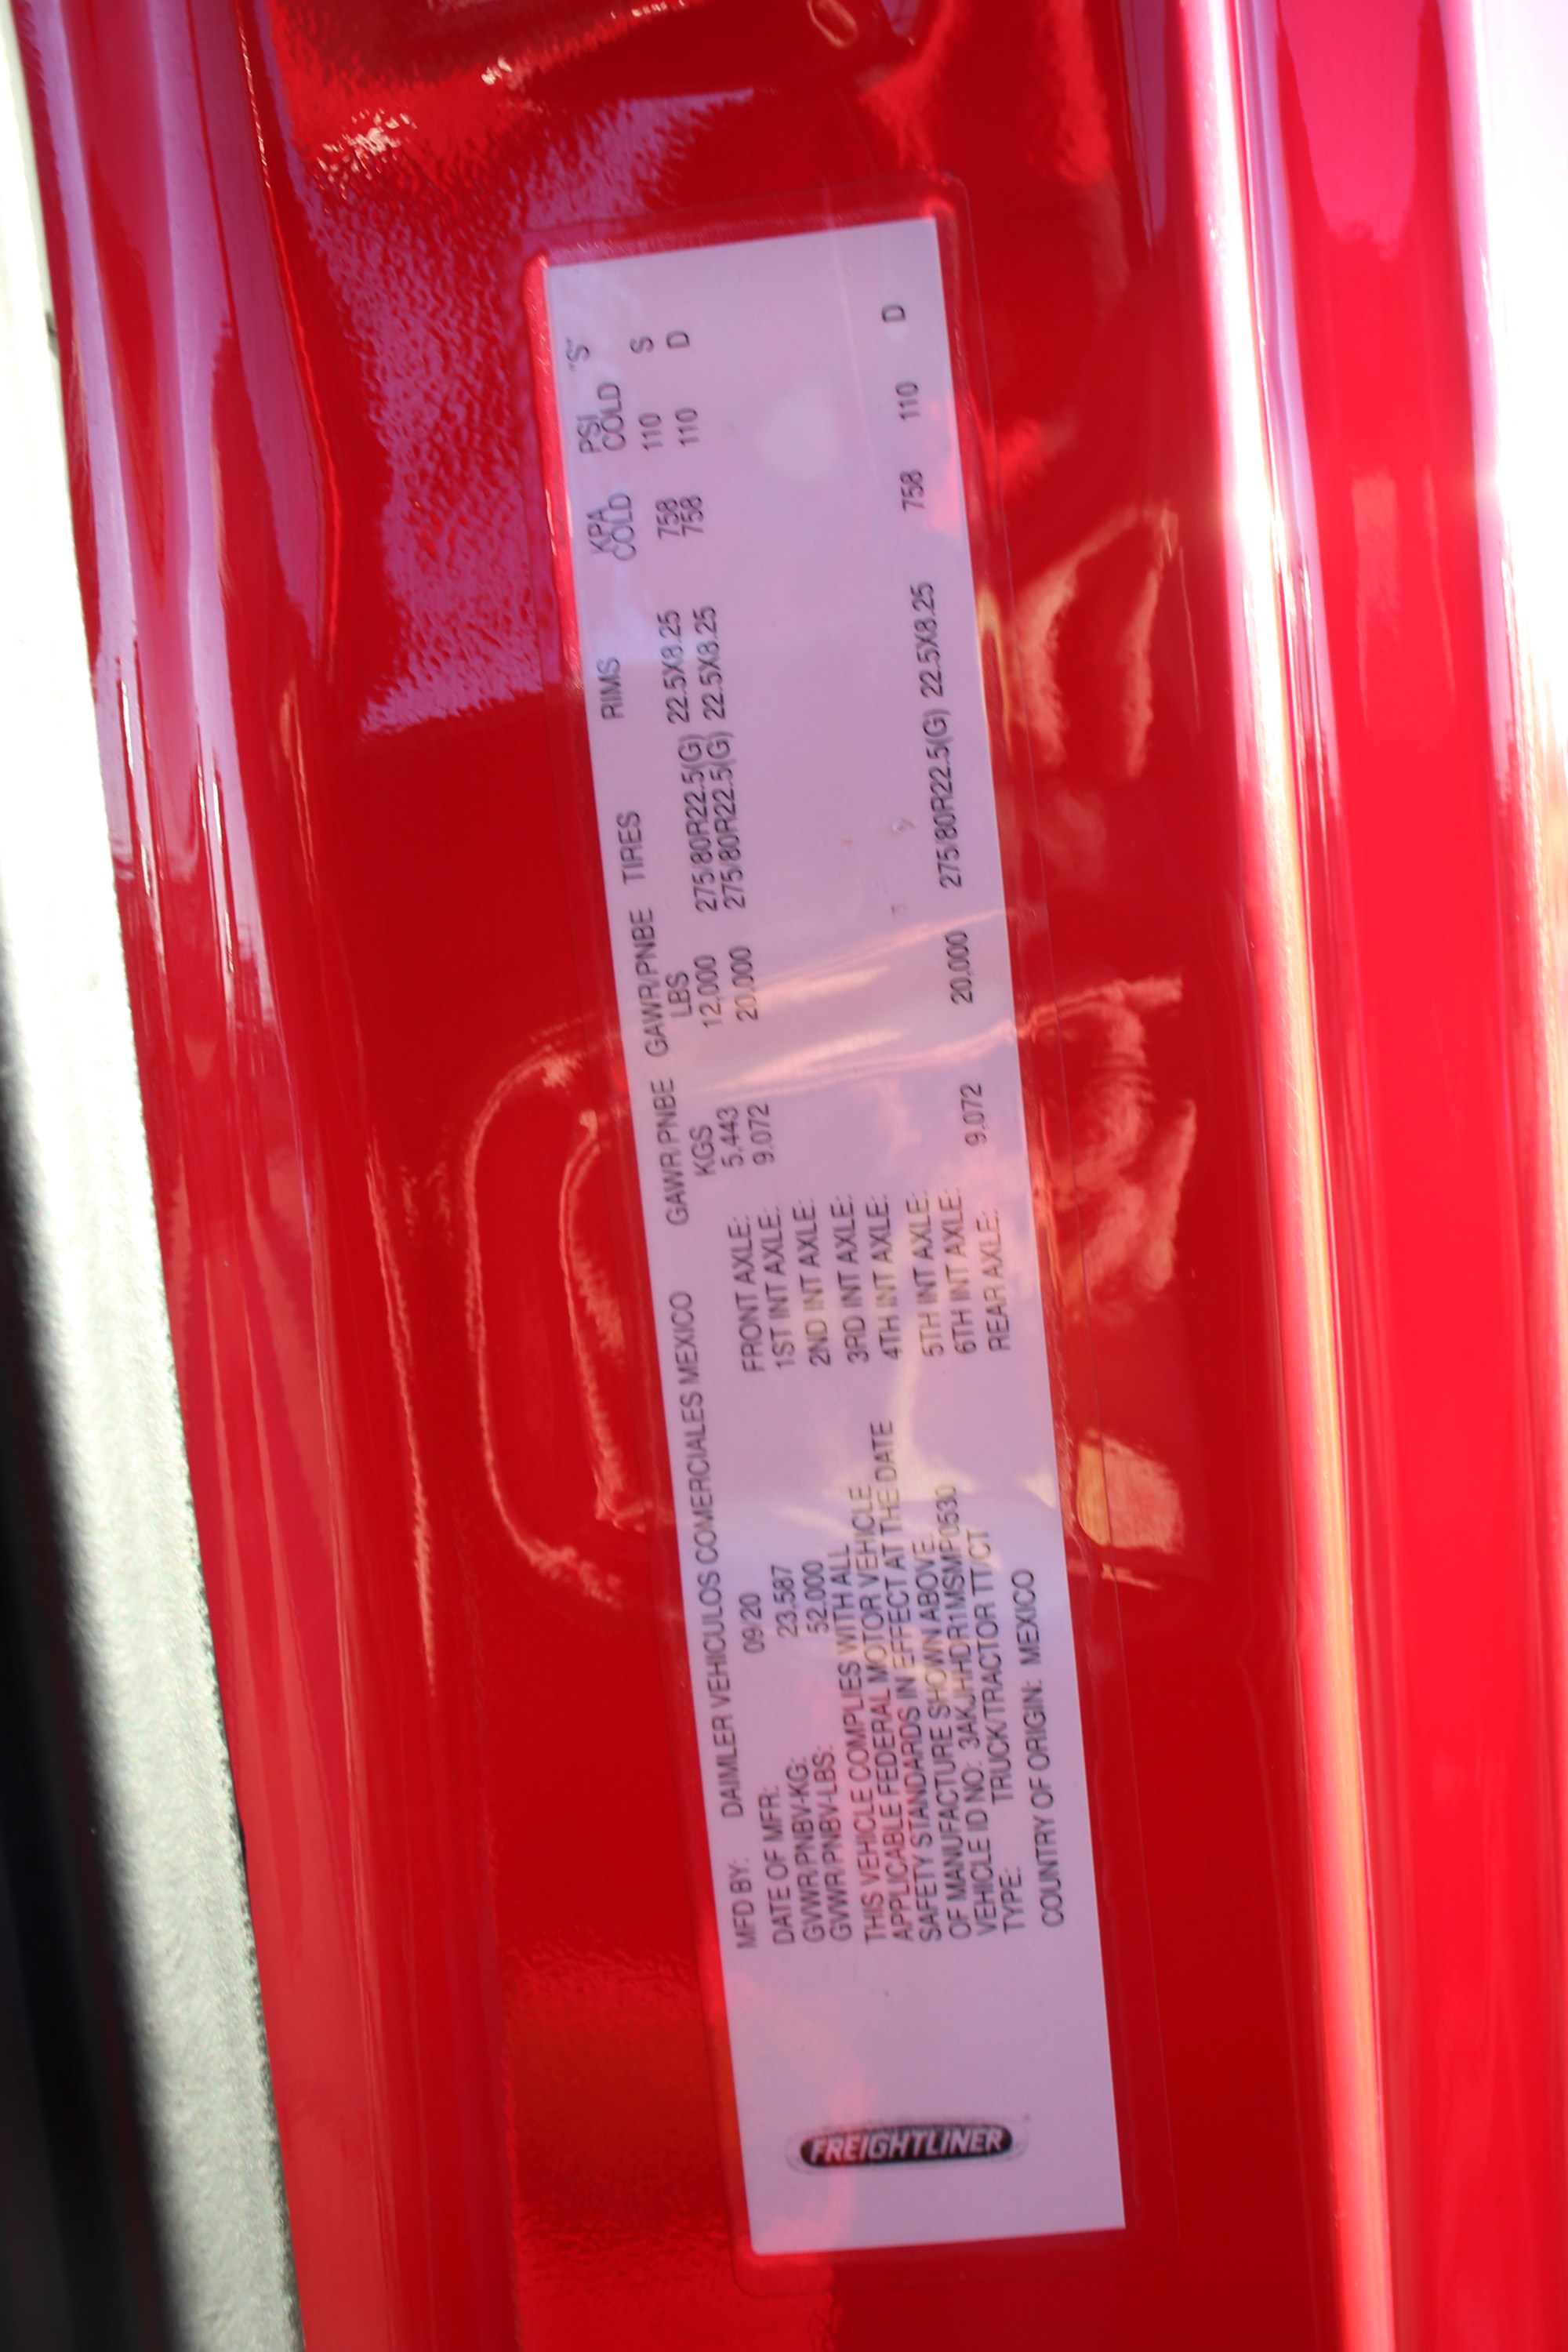 FREIGHTLINER
MFD BY: DAIMLER VEHICULOS COMERCIALES MEXICO
DATE OF MFR: 09/20
GVWR/PNBV-KG: 23,587
GVWR/PNBV-LBS: 52,000
THIS VEHICLE COMPLIES WITH ALL
APPLICABLE FEDERAL MOTOR VEHICLE
SAFETY STANDARDS IN EFFECT AT THE DATE
OF MANUFACTURE SHOWN ABOVE.
VEHICLE ID NO: 3AKJHHDR1MSMP0530
TYPE: TRUCK/TRACTOR TT/CT
COUNTRY OF ORIGIN: MEXICO
GAWR/PNBE GAWR/PNBE TIRES RIMS KPA PSI "S"
KGS LBS COLD COLD
FRONT AXLE: 5,443 12,000 275/80R22.5(G) 22.5X8.25 758 110 S
1ST INT AXLE: 9,072 20,000 275/80R22.5(G) 22.5X8.25 758 110 D
2ND INT AXLE:
3RD INT AXLE:
4TH INT AXLE:
5TH INT AXLE:
6TH INT AXLE:
REAR AXLE: 9,072 20,000 275/80R22.5(G) 22.5X8.25 758 110 D